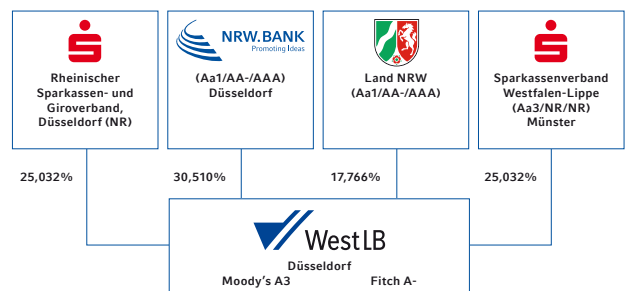 Rheinischer
Sparkassen- und
Giroverband,
Düsseldorf (NR)
NRW.BANK
Promoting Ideas
(Aa1/AA-/AAA)
Düsseldorf
Land NRW
(Aa1/AA-/AAA)
Sparkassenverband
Westfalen-Lippe
(Aa3/NR/NR)
Münster
25,032%
30,510%
17,766%
25,032%
WestLB
Düsseldorf
Moody's A3 Fitch A-